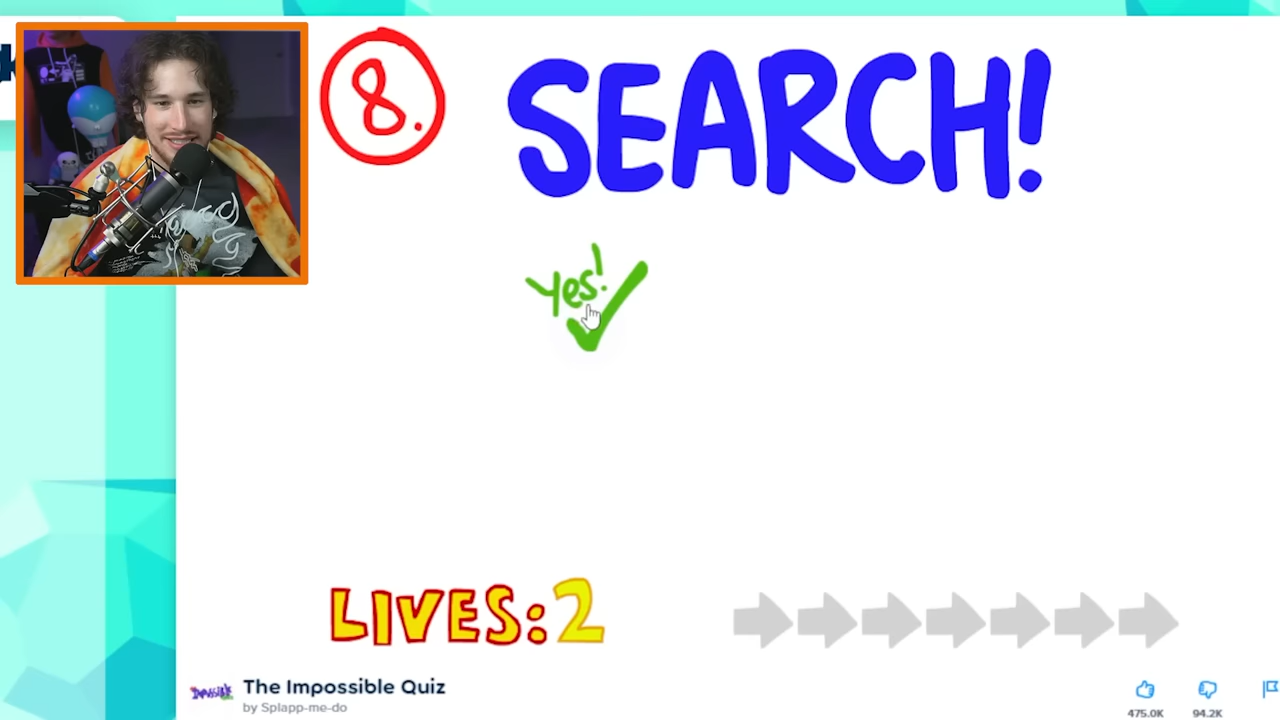 8.
SEARCH!
Yes!
LIVES:2
The Impossible Quiz
by Splapp-me-do
475.0K
94.2K